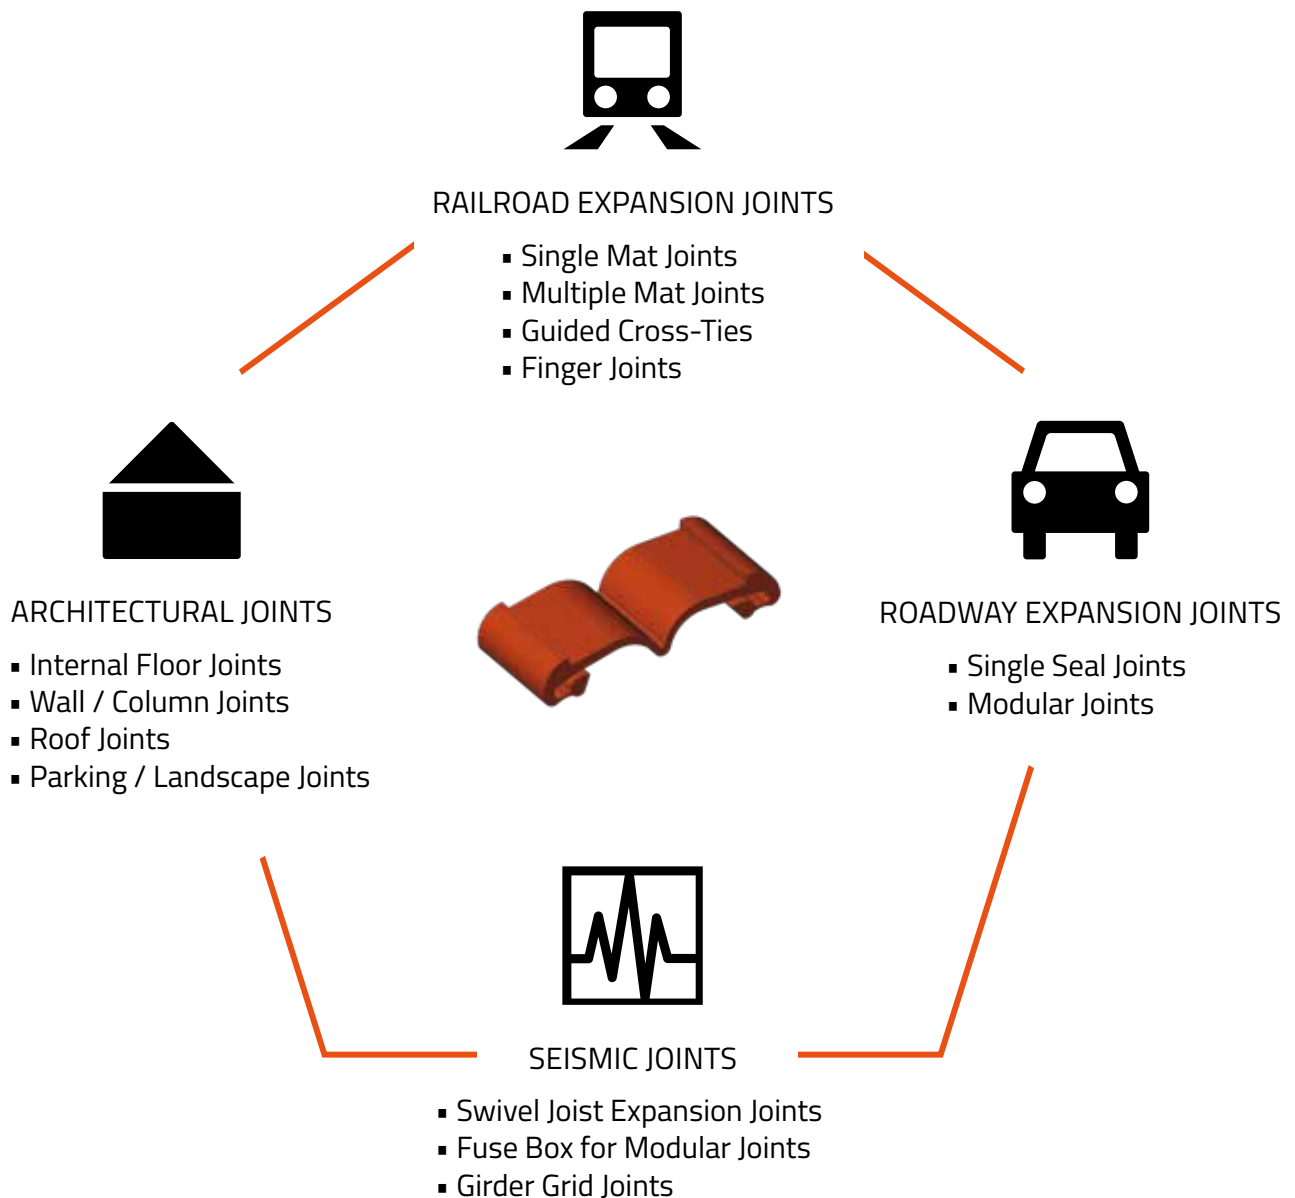 RAILROAD EXPANSION JOINTS
▪ Single Mat Joints
▪ Multiple Mat Joints
▪ Guided Cross-Ties
▪ Finger Joints
ARCHITECTURAL JOINTS
▪ Internal Floor Joints
▪ Wall / Column Joints
▪ Roof Joints
▪ Parking / Landscape Joints
ROADWAY EXPANSION JOINTS
▪ Single Seal Joints
▪ Modular Joints
SEISMIC JOINTS
▪ Swivel Joist Expansion Joints
▪ Fuse Box for Modular Joints
▪ Girder Grid Joints